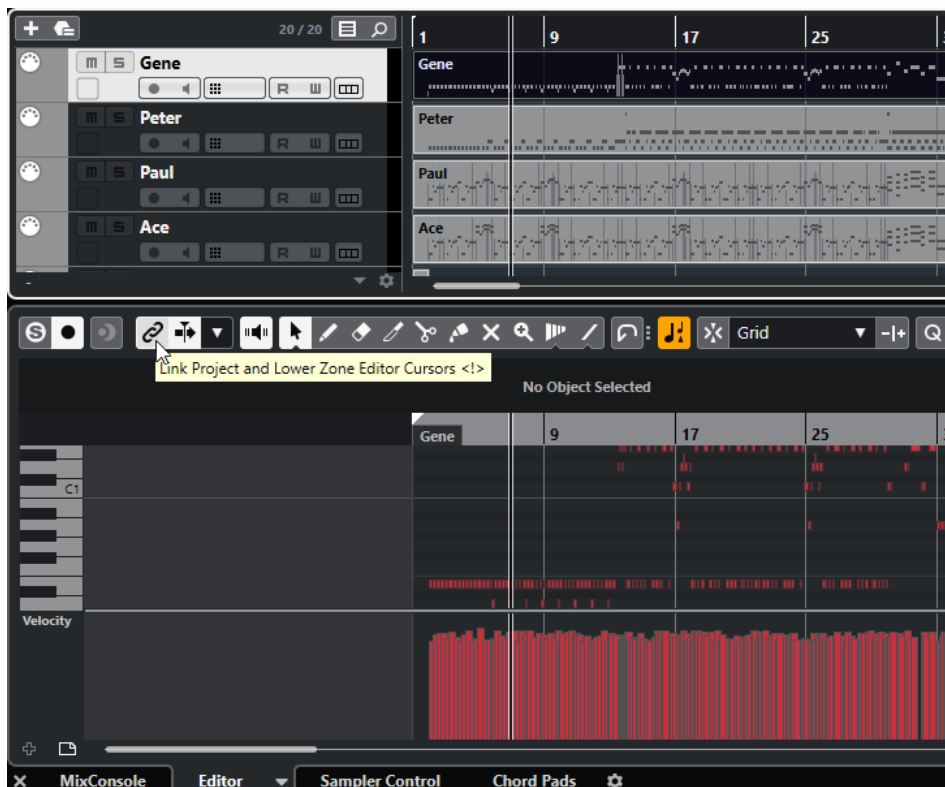 20 / 20
1 9 17 25
m S Gene
Gene
R W
m S Peter
Peter
R W
m S Paul
Paul
R W
m S Ace
Ace
R W
S Grid Q
Link Project and Lower Zone Editor Cursors <!>
No Object Selected
Gene 9 17 25
C1
Velocity
MixConsole Editor Sampler Control Chord Pads